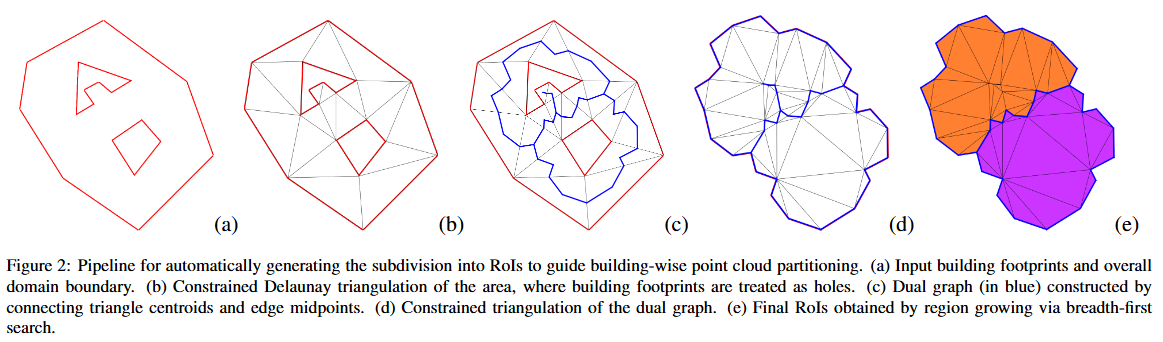 (a) (b) (c) (d) (e)
Figure 2: Pipeline for automatically generating the subdivision into RoIs to guide building-wise point cloud partitioning. (a) Input building footprints and overall
domain boundary. (b) Constrained Delaunay triangulation of the area, where building footprints are treated as holes. (c) Dual graph (in blue) constructed by
connecting triangle centroids and edge midpoints. (d) Constrained triangulation of the dual graph. (e) Final RoIs obtained by region growing via breadth-first
search.